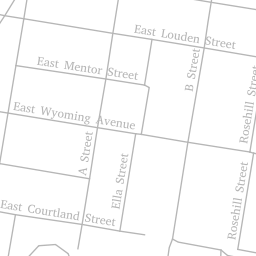 East Louden Street
East Mentor Street
B Street
Rosehill Street
East Wyoming Avenue
A Street
Ella Street
Rosehill Street
East Courtland Street